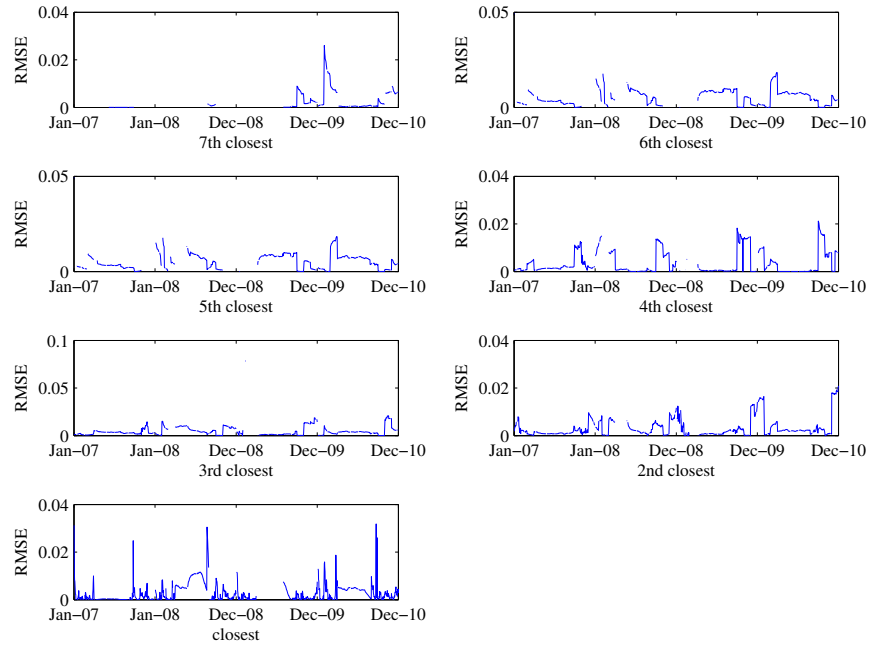 RMSE
0.04
0.02
0
Jan−07
Jan−08
Dec−08
Dec−09
Dec−10
7th closest
RMSE
0.05
0
Jan−07
Jan−08
Dec−08
Dec−09
Dec−10
6th closest
RMSE
0.05
0
Jan−07
Jan−08
Dec−08
Dec−09
Dec−10
5th closest
RMSE
0.04
0.02
0
Jan−07
Jan−08
Dec−08
Dec−09
Dec−10
4th closest
RMSE
0.1
0.05
0
Jan−07
Jan−08
Dec−08
Dec−09
Dec−10
3rd closest
RMSE
0.04
0.02
0
Jan−07
Jan−08
Dec−08
Dec−09
Dec−10
2nd closest
RMSE
0.04
0.02
0
Jan−07
Jan−08
Dec−08
Dec−09
Dec−10
closest